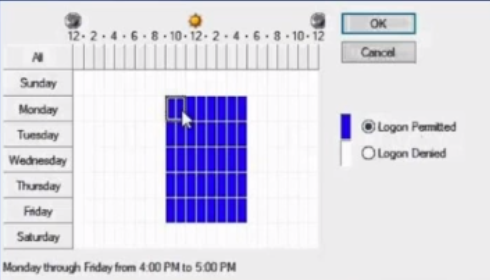 OK
12 · 2 · 4 · 6 · 8 · 10 · 12 · 2 · 4 · 6 · 8 · 10 · 12
Cancel
All
Sunday
Monday
Logon Permitted
Tuesday
Wednesday
Logon Denied
Thursday
Friday
Saturday
Monday through Friday from 4:00 PM to 5:00 PM